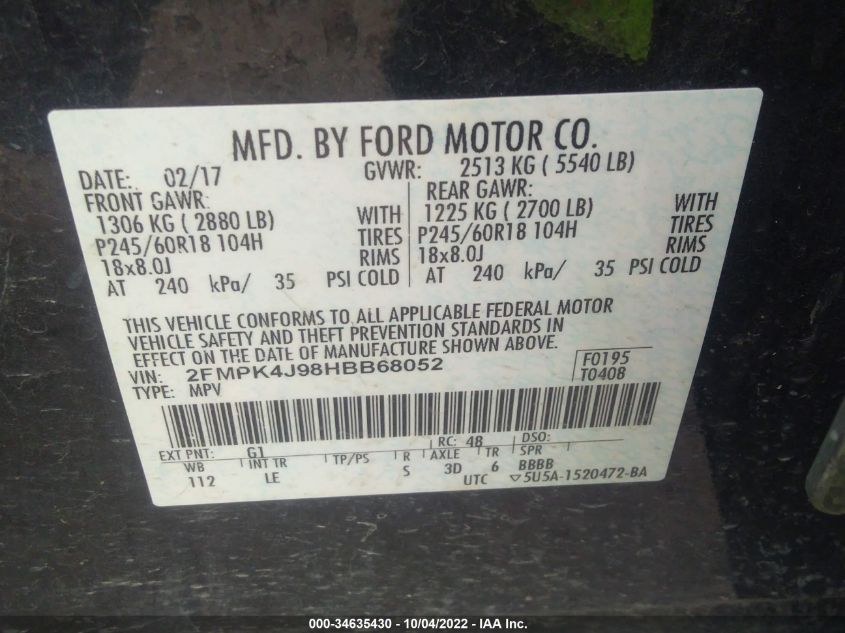 MFD. BY FORD MOTOR CO.
DATE: 02/17 GVWR: 2513 KG ( 5540 LB)
FRONT GAWR: REAR GAWR:
1306 KG ( 2880 LB) WITH 1225 KG ( 2700 LB) WITH
P245/60R18 104H TIRES P245/60R18 104H TIRES
18x8.0J RIMS 18x8.0J RIMS
AT 240 kPa/ 35 PSI COLD AT 240 kPa/ 35 PSI COLD
THIS VEHICLE CONFORMS TO ALL APPLICABLE FEDERAL MOTOR
VEHICLE SAFETY AND THEFT PREVENTION STANDARDS IN
EFFECT ON THE DATE OF MANUFACTURE SHOWN ABOVE.
VIN: 2FMPK4J98HBB68052 F0195
TYPE: MPV T0408
EXT PNT: G1 RC: 48 DSO:
WB INT TR TP/PS R AXLE TR SPR
112 LE S 3D 6 BBBB
UTC ▽5U5A-1520472-BA
000-34635430 - 10/04/2022 - IAA Inc.